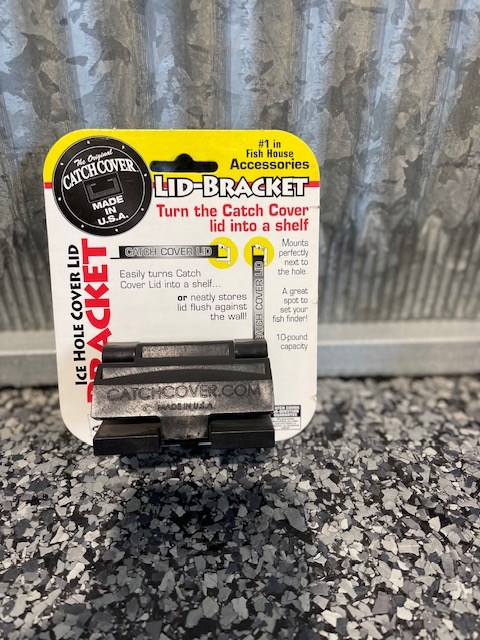 The Original
CATCHCOVER
MADE
IN
U.S.A.
#1 in
Fish House
Accessories
LID-BRACKET
Turn the Catch Cover
lid into a shelf
CATCH COVER LID
Easily turns Catch
Cover Lid into a shelf...
or neatly stores
lid flush against
the wall!
CATCH COVER LID
Mounts
perfectly
next to
the hole.
A great
spot to
set your
fish finder!
10-pound
capacity
ICE HOLE COVER LID
BRACKET
CATCHCOVER.COM
MADE IN U.S.A.